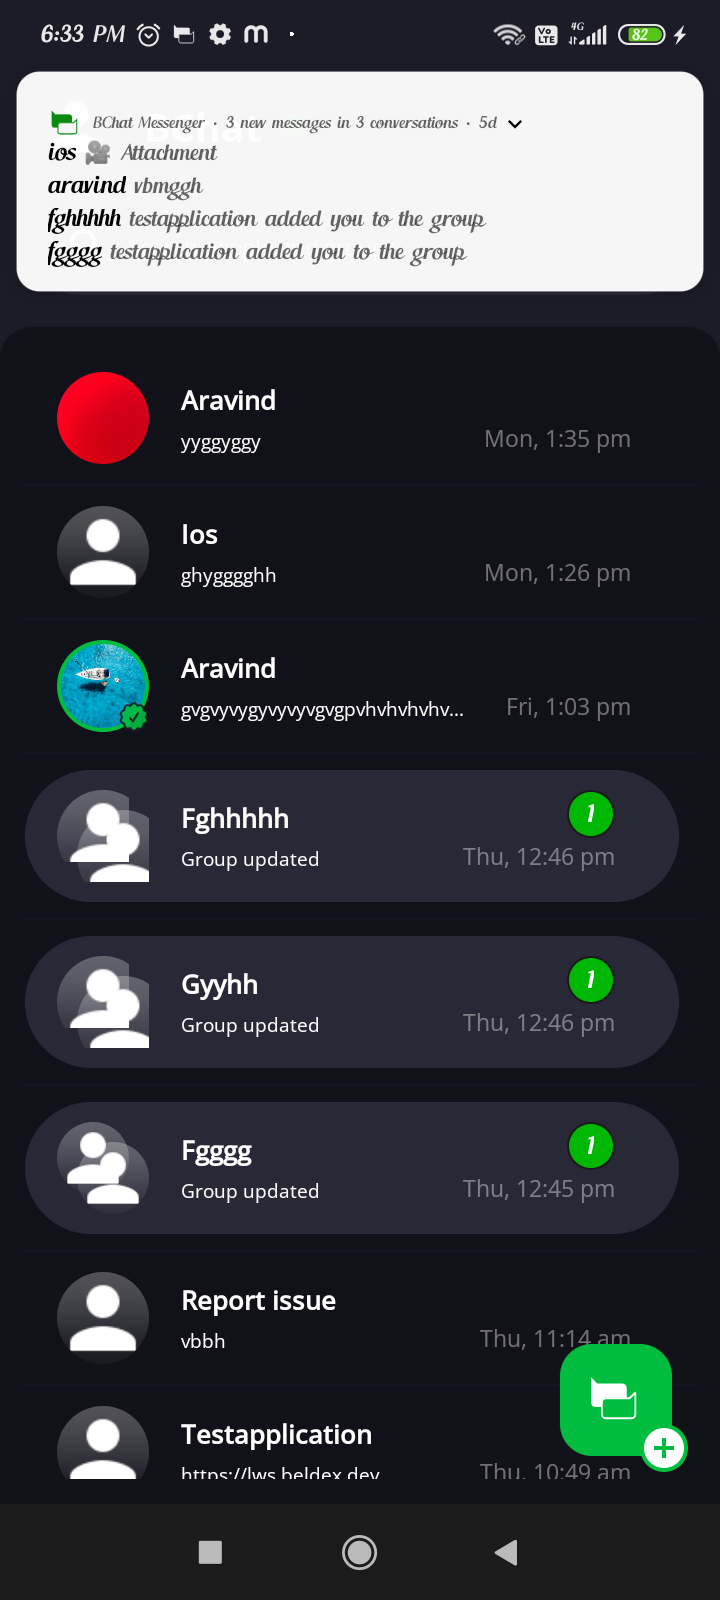 6:33 PM
Vo LTE
4G
82
BChat
BChat Messenger · 3 new messages in 3 conversations · 5d
ios 🎥 Attachment
aravind vbmggh
fghhhhh testapplication added you to the group
fgggg testapplication added you to the group
Aravind
yyggyggy
Mon, 1:35 pm
Ios
ghygggghh
Mon, 1:26 pm
Aravind
gvgvyvygyvyvyvgvgpvhvhvhvhv...
Fri, 1:03 pm
Fghhhhh
1
Group updated
Thu, 12:46 pm
Gyyhh
1
Group updated
Thu, 12:46 pm
Fgggg
1
Group updated
Thu, 12:45 pm
Report issue
vbbh
Thu, 11:14 am
Testapplication
https://lws.beldex.dev
Thu, 10:49 am